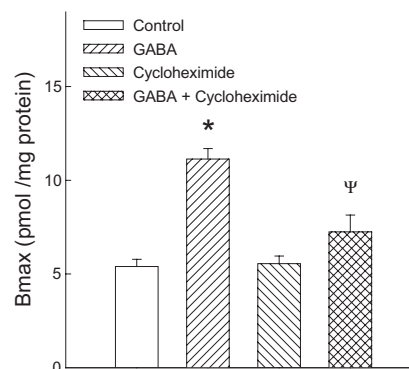 Control
GABA
Cycloheximide
GABA + Cycloheximide
Bmax (pmol /mg protein)
15
10
5
0
*
Ψ